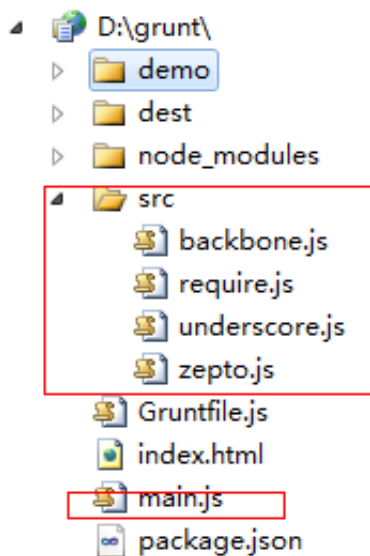 D:\grunt\
demo
dest
node_modules
src
backbone.js
require.js
underscore.js
zepto.js
Gruntfile.js
index.html
main.js
package.json